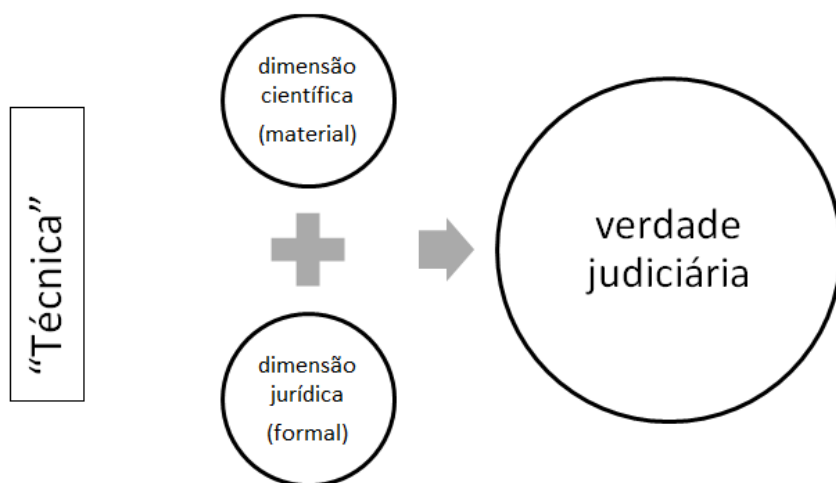 “Técnica”
dimensão
científica
(material)
dimensão
jurídica
(formal)
verdade
judiciária